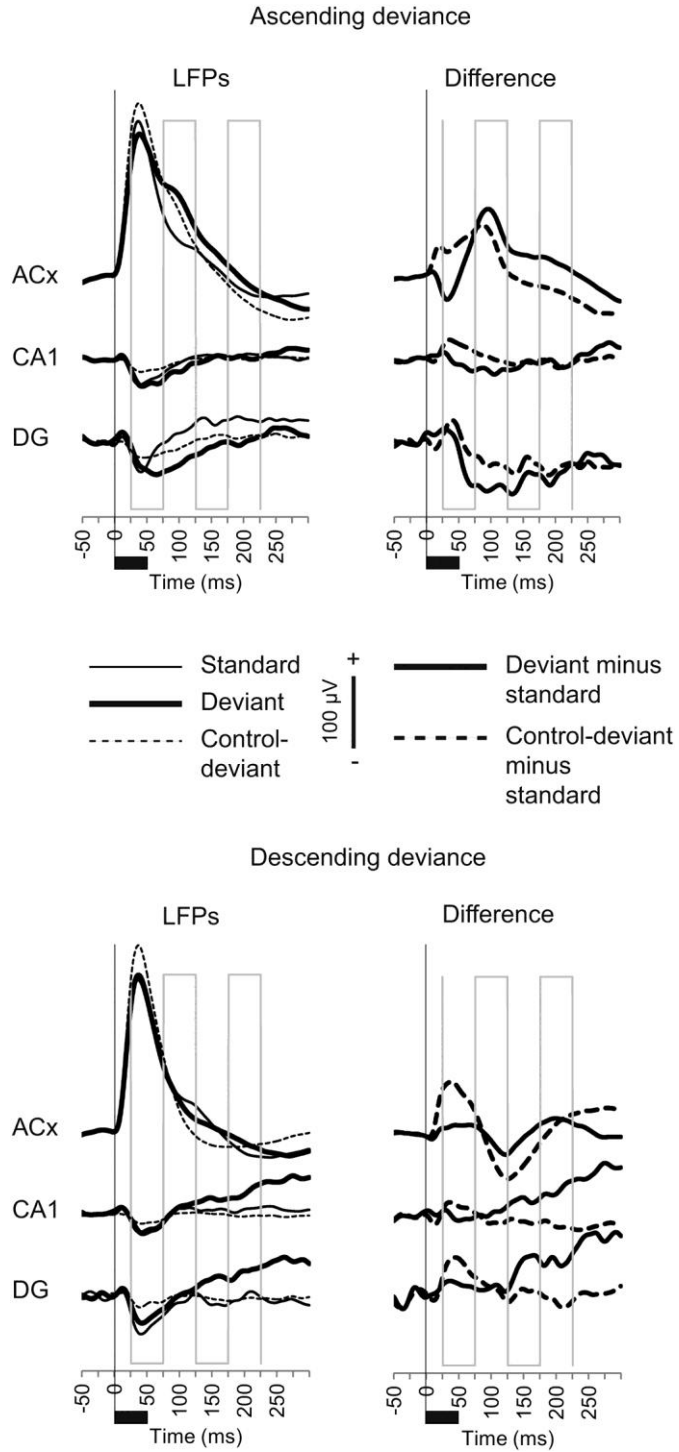 Ascending deviance
LFPs
Difference
ACx
CA1
DG
-50
0
50
100
150
200
250
-50
0
50
100
150
200
250
Time (ms)
Time (ms)
Standard
Deviant
Control-
deviant
+
100 µV
-
Deviant minus
standard
Control-deviant
minus
standard
Descending deviance
LFPs
Difference
ACx
CA1
DG
-50
0
50
100
150
200
250
-50
0
50
100
150
200
250
Time (ms)
Time (ms)